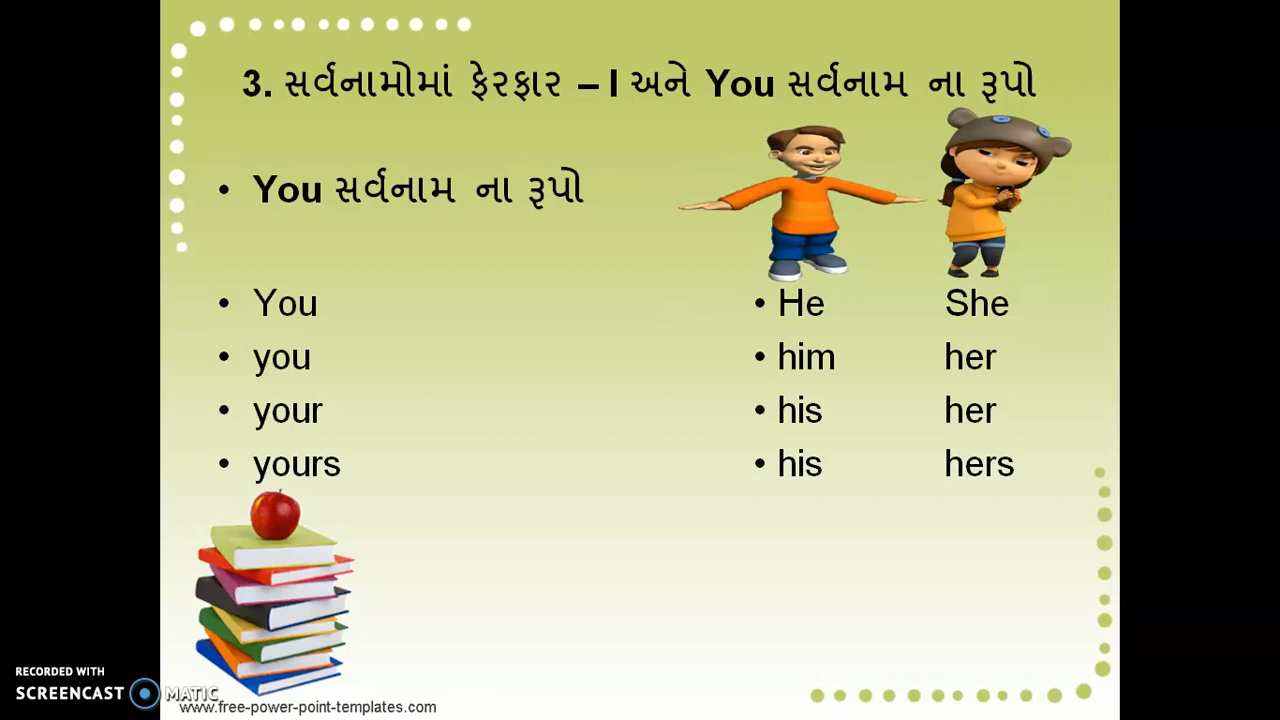 3. સર્વનામોમાં ફેરફાર – I અને You સર્વનામ ના રૂપો
• You સર્વનામ ના રૂપો
• You
• you
• your
• yours
• He She
• him her
• his her
• his hers
RECORDED WITH
SCREENCAST MATIC
www.free-power-point-templates.com